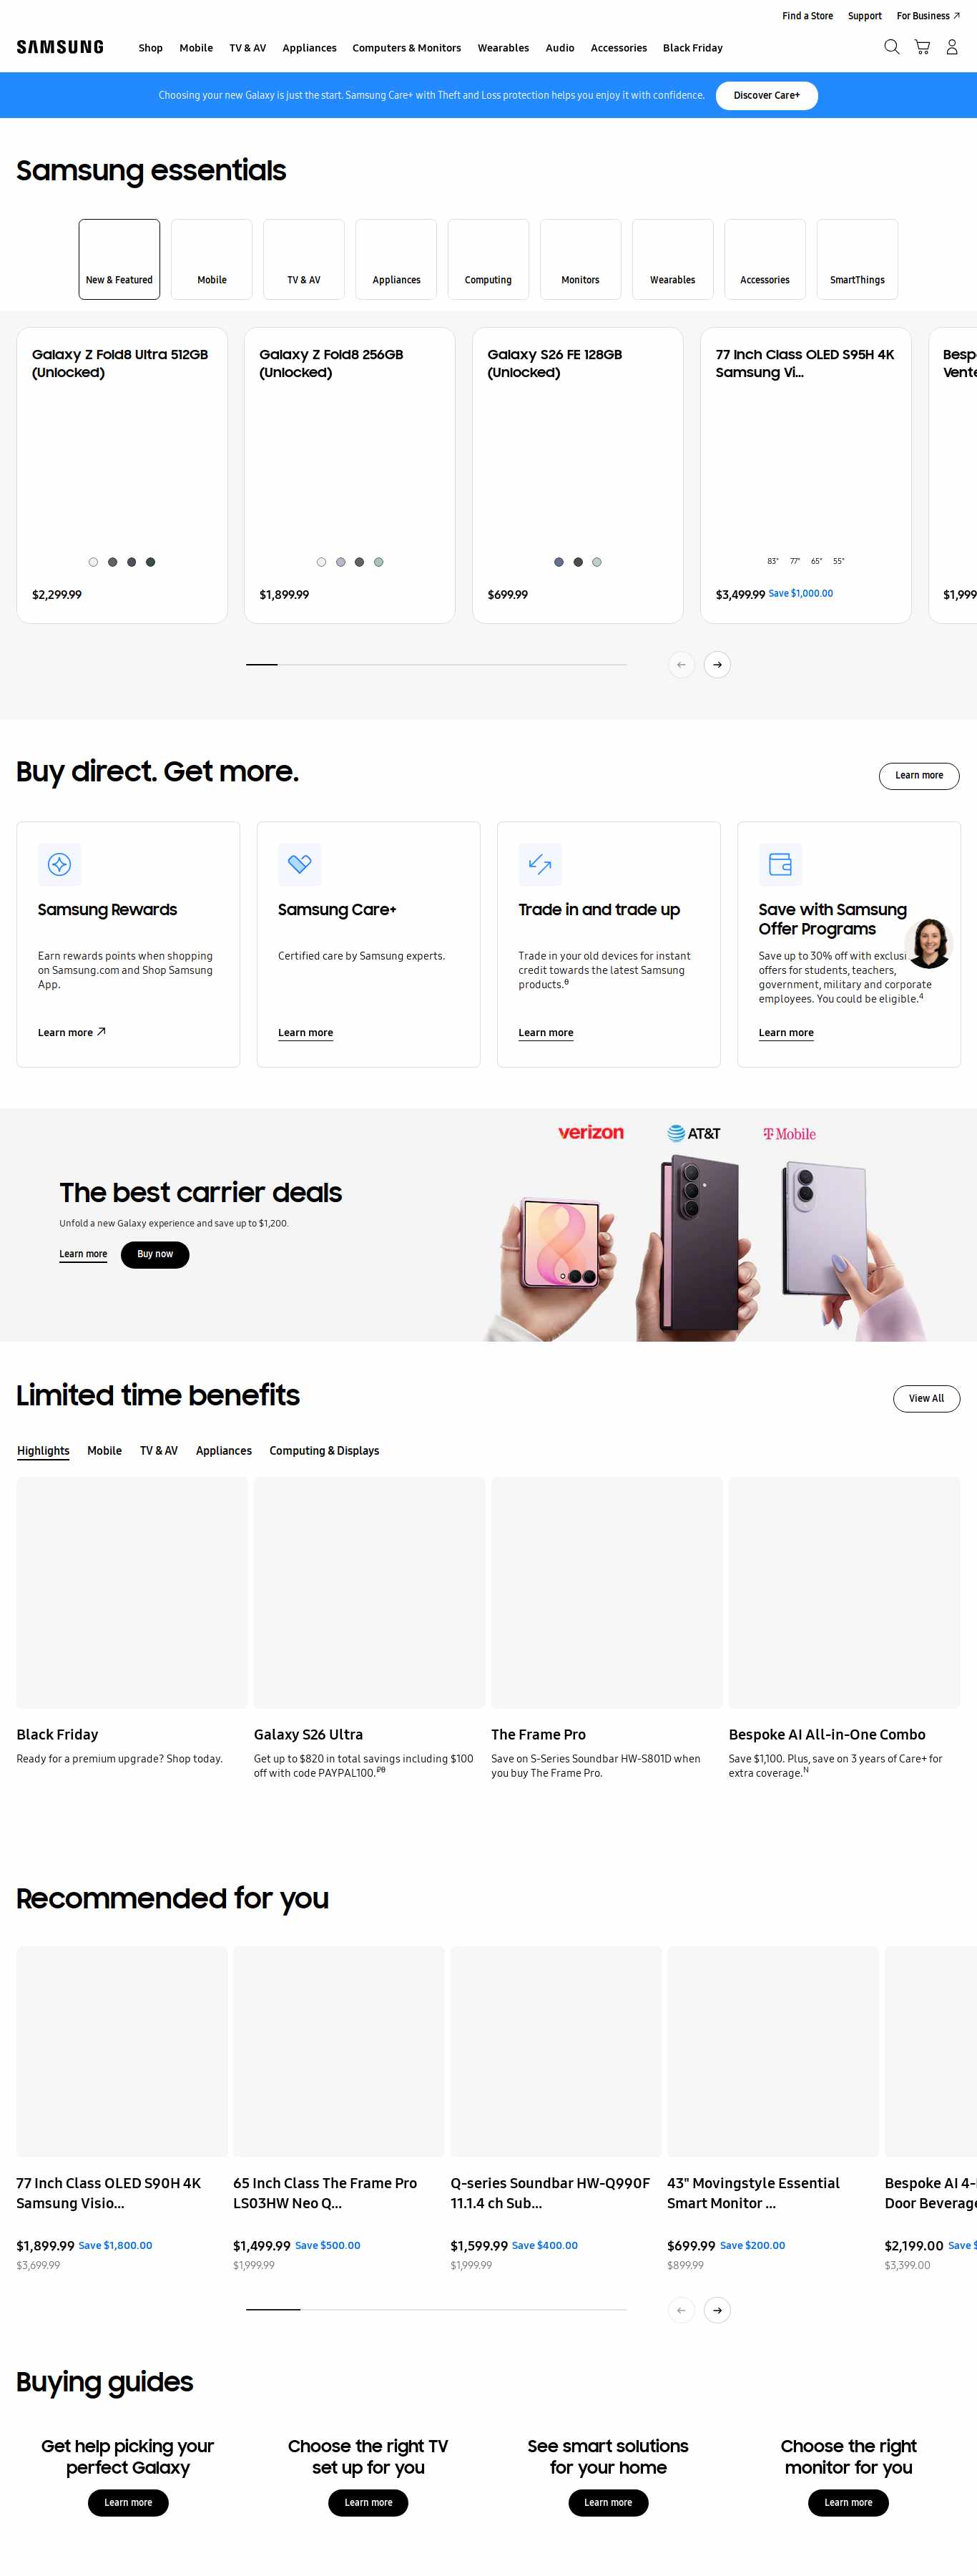 Find a Store Support For Business
SAMSUNG Shop Mobile TV & AV Appliances Computers & Monitors Wearables Audio Accessories Black Friday
Choosing your new Galaxy is just the start. Samsung Care+ with Theft and Loss protection helps you enjoy it with confidence. Discover Care+
Samsung essentials
New & Featured Mobile TV & AV Appliances Computing Monitors Wearables Accessories SmartThings
Galaxy Z Fold8 Ultra 512GB
(Unlocked)
$2,299.99
Galaxy Z Fold8 256GB
(Unlocked)
$1,899.99
Galaxy S26 FE 128GB
(Unlocked)
$699.99
77 Inch Class OLED S95H 4K
Samsung Vi...
83" 77" 65" 55"
$3,499.99 Save $1,000.00
Besp
Vente
$1,999
Buy direct. Get more.
Learn more
Samsung Rewards
Earn rewards points when shopping
on Samsung.com and Shop Samsung
App.
Learn more
Samsung Care+
Certified care by Samsung experts.
Learn more
Trade in and trade up
Trade in your old devices for instant
credit towards the latest Samsung
products.θ
Learn more
Save with Samsung
Offer Programs
Save up to 30% off with exclusi
offers for students, teachers,
government, military and corporate
employees. You could be eligible.4
Learn more
verizon AT&T T Mobile
The best carrier deals
Unfold a new Galaxy experience and save up to $1,200.
Learn more Buy now
Limited time benefits
View All
Highlights Mobile TV & AV Appliances Computing & Displays
Black Friday
Ready for a premium upgrade? Shop today.
Galaxy S26 Ultra
Get up to $820 in total savings including $100
off with code PAYPAL100.
The Frame Pro
Save on S-Series Soundbar HW-S801D when
you buy The Frame Pro.
Bespoke AI All-in-One Combo
Save $1,100. Plus, save on 3 years of Care+ for
extra coverage.N
Recommended for you
77 Inch Class OLED S90H 4K
Samsung Visio...
$1,899.99 Save $1,800.00
$3,699.99
65 Inch Class The Frame Pro
LS03HW Neo Q...
$1,499.99 Save $500.00
$1,999.99
Q-series Soundbar HW-Q990F
11.1.4 ch Sub...
$1,599.99 Save $400.00
$1,999.99
43" Movingstyle Essential
Smart Monitor ...
$699.99 Save $200.00
$899.99
Bespoke AI 4-
Door Beverage
$2,199.00 Save $
$3,399.00
Buying guides
Get help picking your
perfect Galaxy
Learn more
Choose the right TV
set up for you
Learn more
See smart solutions
for your home
Learn more
Choose the right
monitor for you
Learn more